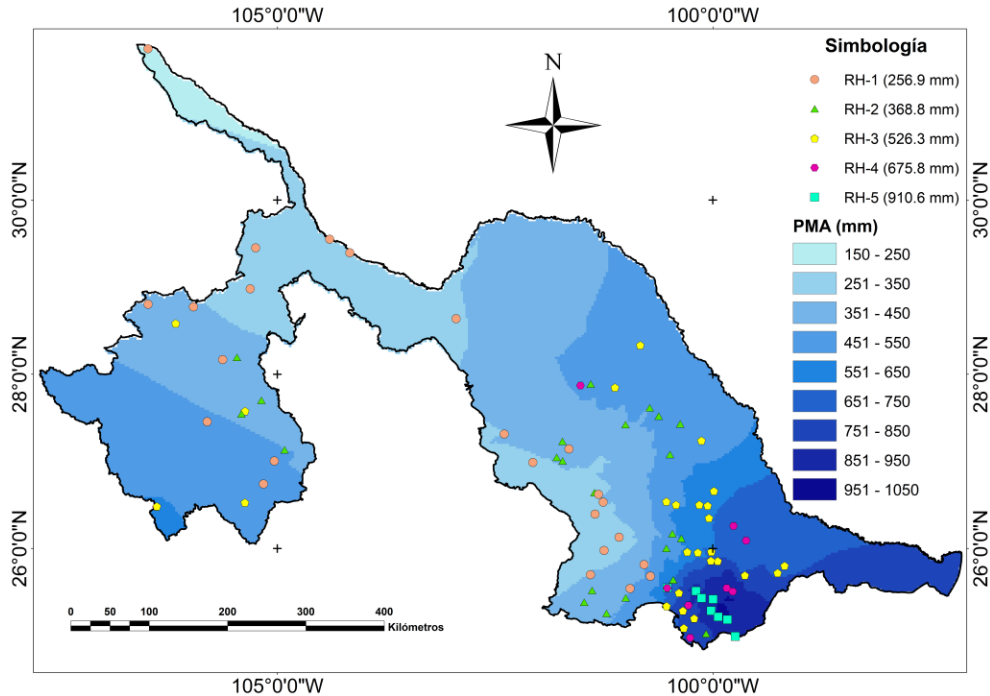 105°0'0"W 100°0'0"W
N
Simbología
RH-1 (256.9 mm)
RH-2 (368.8 mm)
RH-3 (526.3 mm)
RH-4 (675.8 mm)
RH-5 (910.6 mm)
PMA (mm)
150 - 250
251 - 350
351 - 450
451 - 550
551 - 650
651 - 750
751 - 850
851 - 950
951 - 1050
30°0'0"N 30°0'0"N
28°0'0"N 28°0'0"N
26°0'0"N 26°0'0"N
0 50 100 200 300 400
Kilómetros
105°0'0"W 100°0'0"W